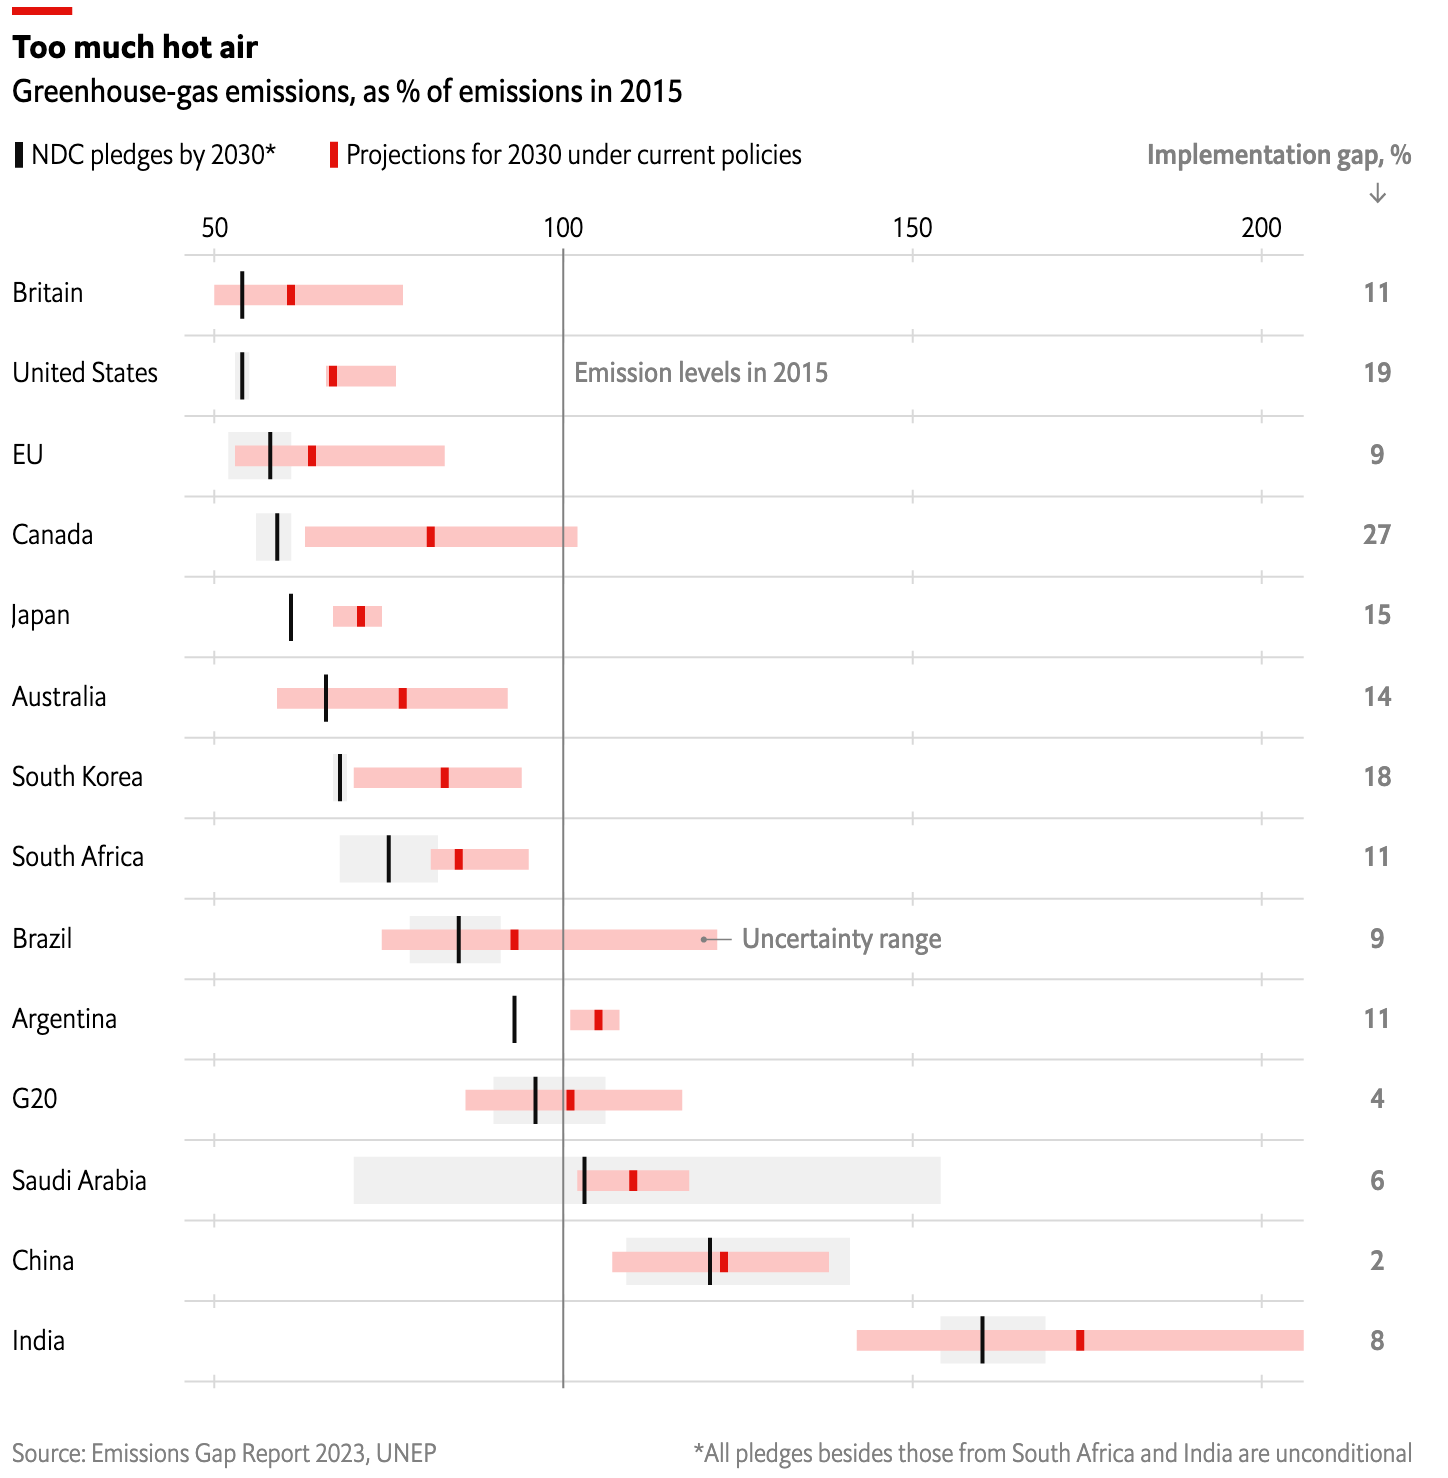 Too much hot air
Greenhouse-gas emissions, as % of emissions in 2015
NDC pledges by 2030* Projections for 2030 under current policies Implementation gap, %
↓
50 100 150 200
Britain 11
United States Emission levels in 2015 19
EU 9
Canada 27
Japan 15
Australia 14
South Korea 18
South Africa 11
Brazil Uncertainty range 9
Argentina 11
G20 4
Saudi Arabia 6
China 2
India 8
Source: Emissions Gap Report 2023, UNEP *All pledges besides those from South Africa and India are unconditional